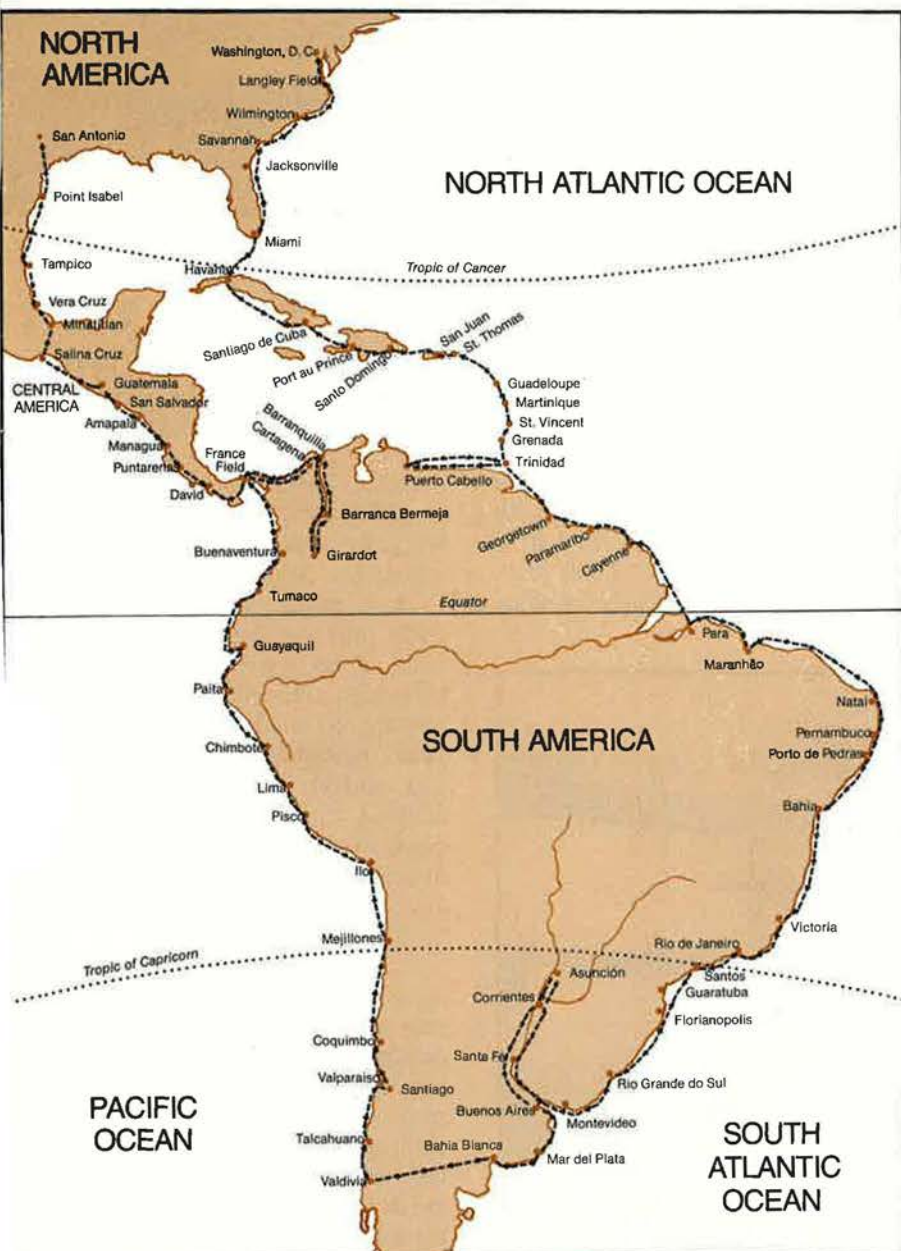 NORTH
AMERICA
Washington, D. C.
Langley Field
Wilmington
San Antonio
Savannah
Jacksonville
NORTH ATLANTIC OCEAN
Point Isabel
Miami
Tampico
Havana
Tropic of Cancer
Vera Cruz
Minatitlan
Santiago de Cuba
Port au Prince
Santo Domingo
San Juan
St. Thomas
Salina Cruz
Guatemala
CENTRAL
AMERICA
San Salvador
Guadeloupe
Martinique
Amapala
St. Vincent
Managua
Grenada
France
Field
Barranquilla
Cartagena
Puntarenas
Trinidad
Puerto Cabello
David
Barranca Bermeja
Georgetown
Paramaribo
Cayenne
Buenaventura
Girardot
Tumaco
Equator
Para
Guayaquil
Maranhão
Paita
Natal
Chimbote
SOUTH AMERICA
Pernambuco
Porto de Pedras
Lima
Bahia
Pisco
Ilo
Victoria
Mejillones
Rio de Janeiro
Tropic of Capricorn
Asunción
Santos
Guaratuba
Corrientes
Florianopolis
Coquimbo
Santa Fé
Valparaiso
Santiago
Rio Grande do Sul
PACIFIC
OCEAN
Buenos Aires
Montevideo
Talcahuano
Bahia Blanca
Mar del Plata
SOUTH
ATLANTIC
OCEAN
Valdivia